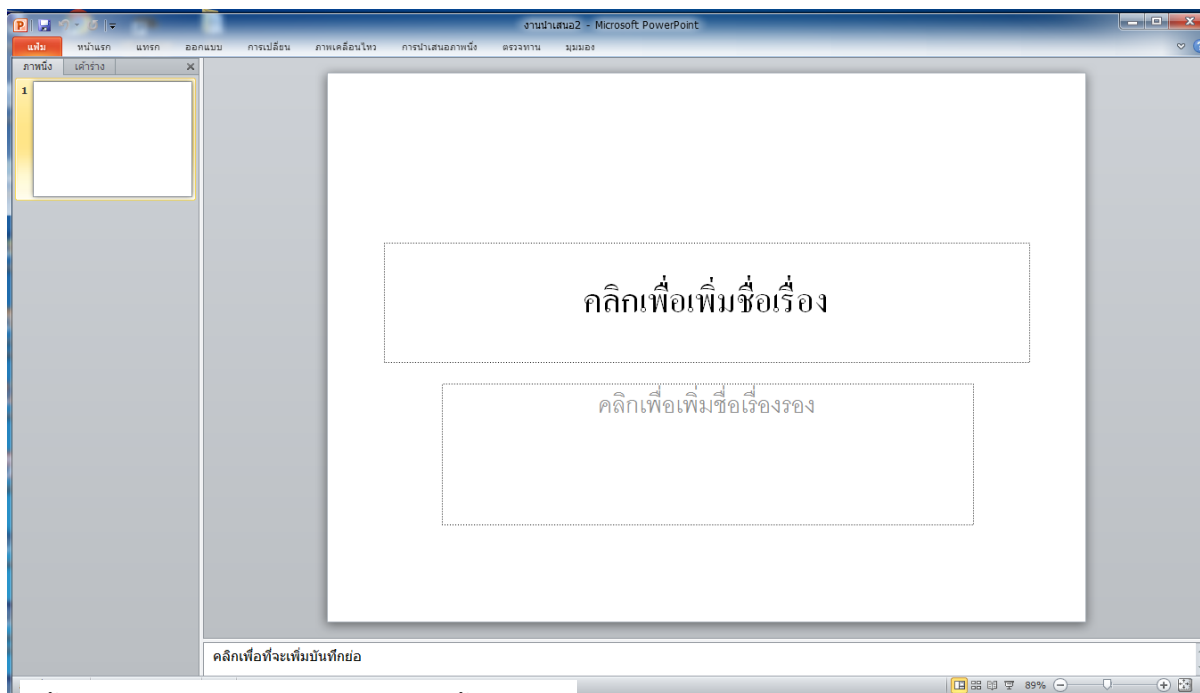 งานนำเสนอ2 - Microsoft PowerPoint
แฟ้ม หน้าแรก แทรก ออกแบบ การเปลี่ยน ภาพเคลื่อนไหว การนำเสนอภาพนิ่ง ตรวจทาน มุมมอง
ภาพนิ่ง เค้าร่าง
1
คลิกเพื่อเพิ่มชื่อเรื่อง
คลิกเพื่อเพิ่มชื่อเรื่องรอง
คลิกเพื่อที่จะเพิ่มบันทึกย่อ
89%